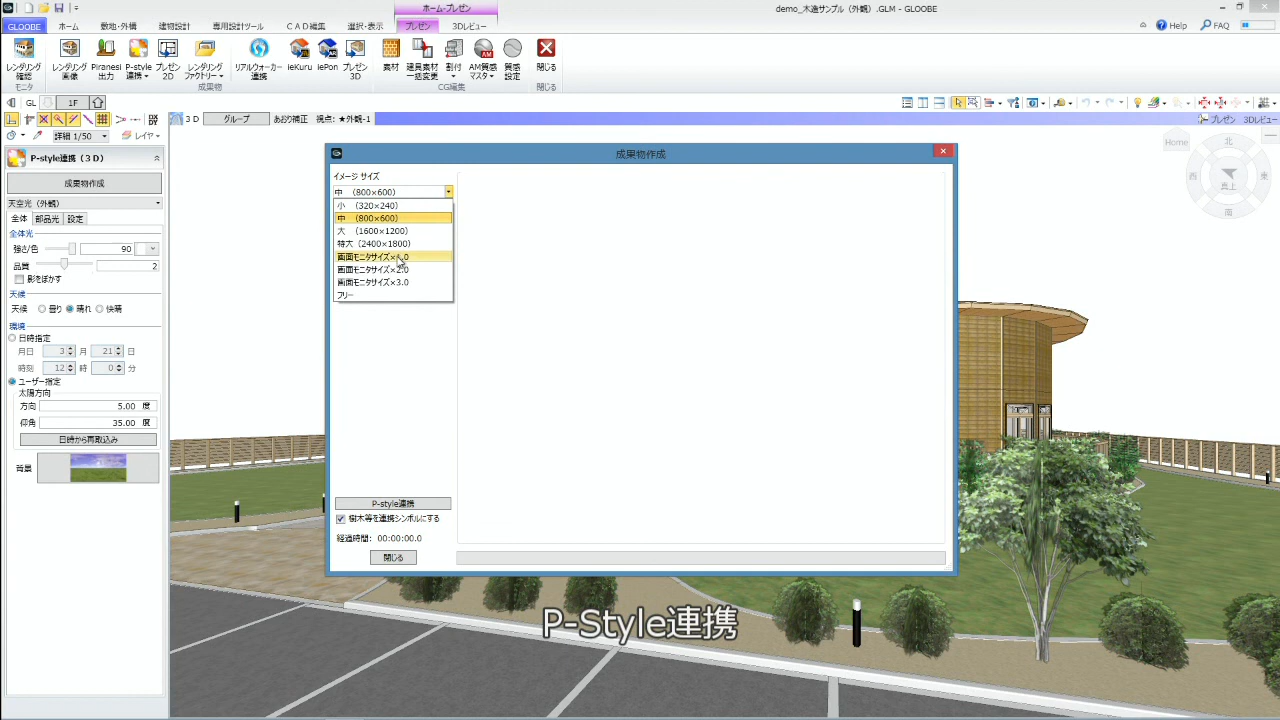 ホーム・プレゼン
demo_木造サンプル（外観）.GLM - GLOOBE
GLOOBE
ホーム
敷地・外構
建物設計
専用設計ツール
ＣＡＤ編集
選択・表示
プレゼン
3Dレビュー
Help
FAQ
レンダリング
確認
レンダリング
画像
Piranesi
出力
P-style
連携
プレゼン
2D
レンダリング
ファクトリー
リアルウォーカー
連携
ieKuru
iePon
プレゼン
3D
素材
建具素材
一括変更
割付
AM質感
マスタ
質感
設定
閉じる
モニタ
成果物
CG編集
閉じる
GL
1F
詳細 1/50
レイヤ
３Ｄ
グループ
あおり補正
視点：★外観-1
プレゼン
3Dレビュー
P-style連携（３Ｄ）
成果物作成
天空光（外観）
全体
部品光
設定
全体光
強さ/色
90
品質
2
影をぼかす
天候
天候
曇り
晴れ
快晴
環境
日時指定
月日
3
月
21
日
時刻
12
時
0
分
ユーザー指定
太陽方向
方向
5.00
度
仰角
35.00
度
日時から再取込み
背景
成果物作成
イメージ サイズ
中　（800×600）
小　（320×240）
中　（800×600）
大　（1600×1200）
特大（2400×1800）
画面モニタサイズ×1.0
画面モニタサイズ×2.0
画面モニタサイズ×3.0
フリー
P-style連携
樹木等を連携シンボルにする
経過時間： 00:00:00.0
閉じる
Home
北
西
東
真上
南
P-Style連携